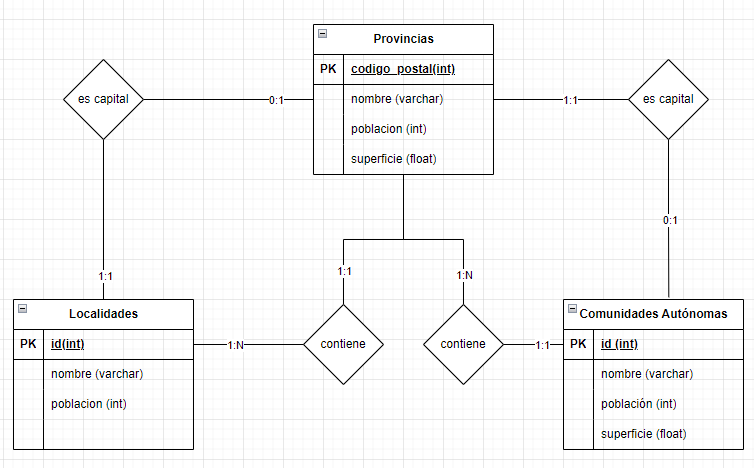 Provincias
PK codigo_postal(int)
nombre (varchar)
poblacion (int)
superficie (float)
es capital
0:1
1:1
es capital
1:1
0:1
1:1
1:N
Localidades
PK id(int)
nombre (varchar)
poblacion (int)
1:N
contiene
contiene
1:1
Comunidades Autónomas
PK id (int)
nombre (varchar)
población (int)
superficie (float)